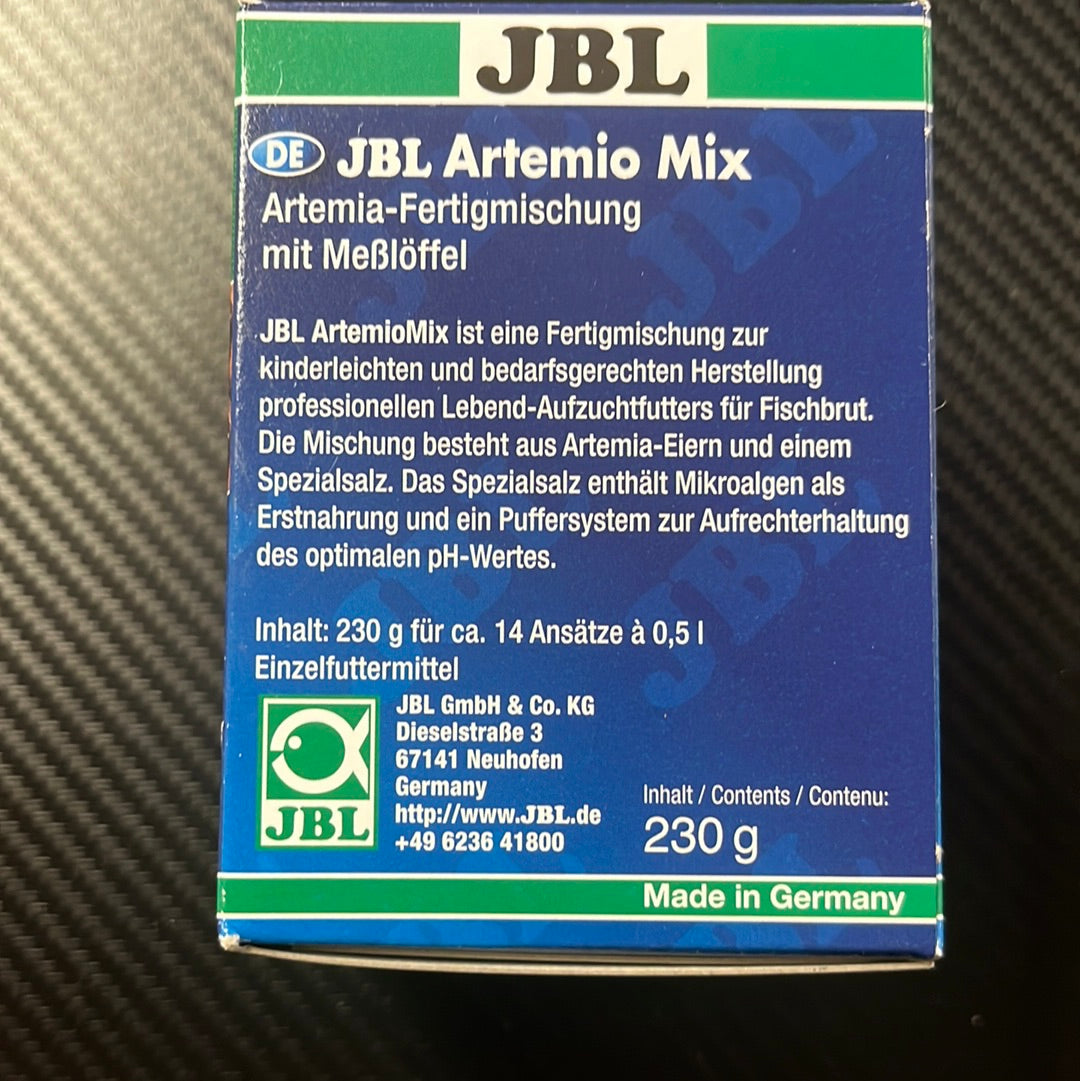 JBL
DE JBL Artemio Mix
Artemia-Fertigmischung
mit Meßlöffel
JBL ArtemioMix ist eine Fertigmischung zur
kinderleichten und bedarfsgerechten Herstellung
professionellen Lebend-Aufzuchtfutters für Fischbrut.
Die Mischung besteht aus Artemia-Eiern und einem
Spezialsalz. Das Spezialsalz enthält Mikroalgen als
Erstnahrung und ein Puffersystem zur Aufrechterhaltung
des optimalen pH-Wertes.
Inhalt: 230 g für ca. 14 Ansätze à 0,5 l
Einzelfuttermittel
JBL
JBL GmbH & Co. KG
Dieselstraße 3
67141 Neuhofen
Germany
http://www.JBL.de
+49 6236 41800
Inhalt / Contents / Contenu:
230 g
Made in Germany